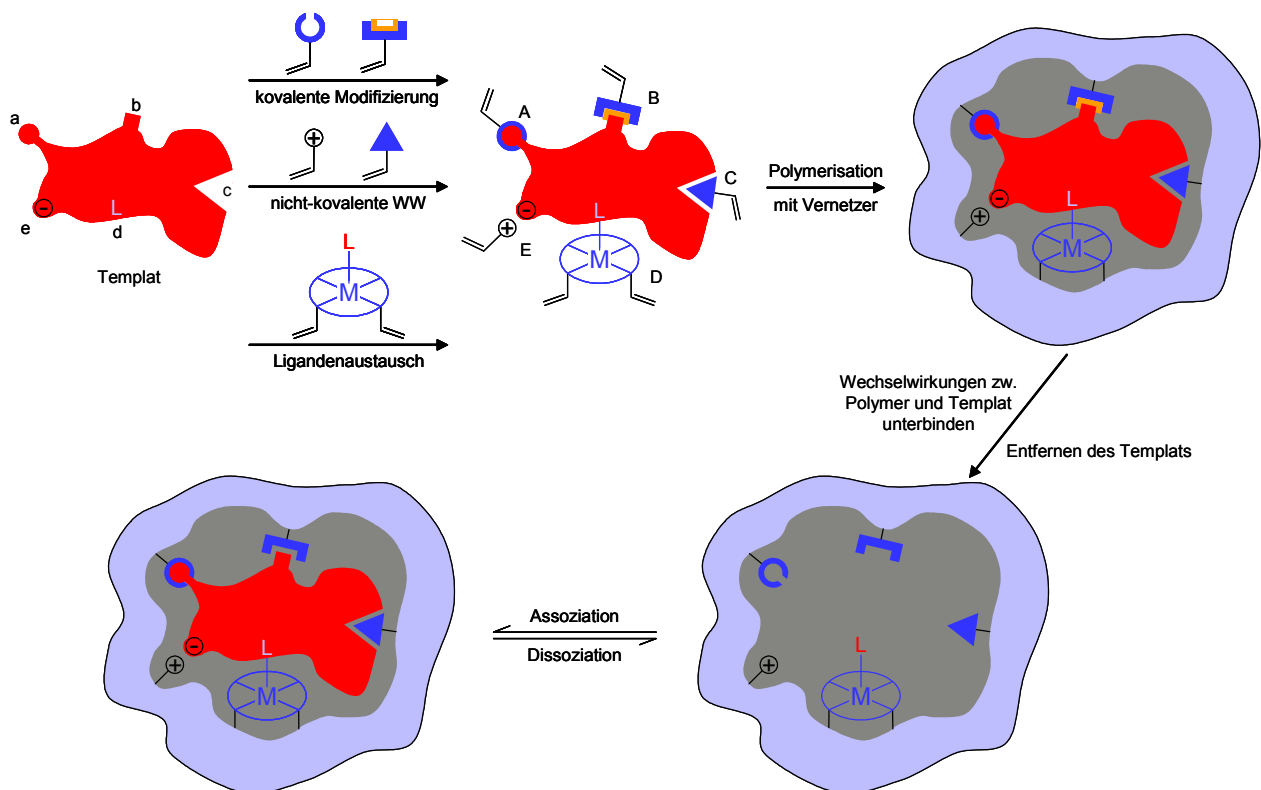 kovalente Modifizierung
a
b
c
L
e
d
Templat
+
nicht-kovalente WW
-
L
M
Ligandenaustausch
A
B
C
L
-
+
E
M
D
Polymerisation
mit Vernetzer
-
+
L
M
Wechselwirkungen zw.
Polymer und Templat
unterbinden
Entfernen des Templats
-
+
L
M
Assoziation
Dissoziation
+
L
M